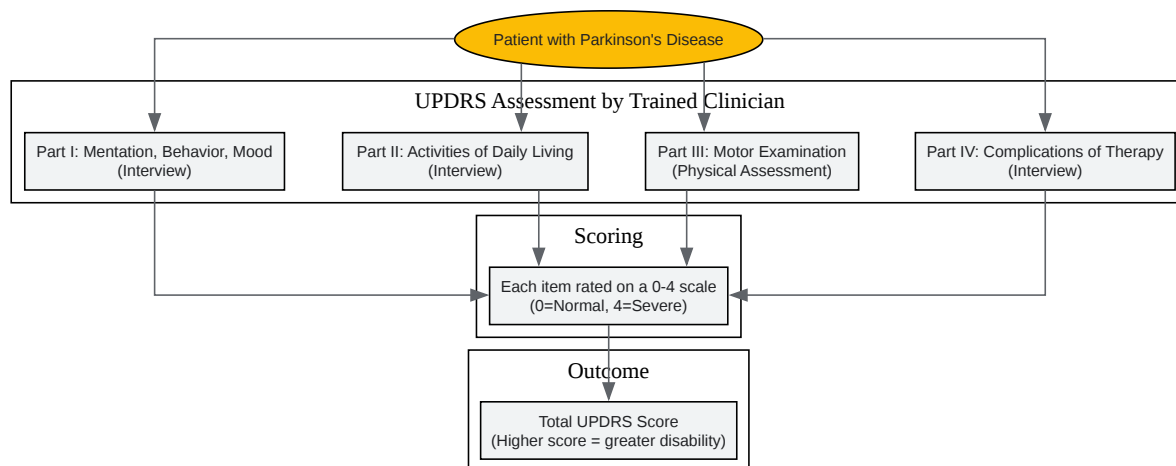 Patient with Parkinson's Disease
UPDRS Assessment by Trained Clinician
Part I: Mentation, Behavior, Mood
(Interview)
Part II: Activities of Daily Living
(Interview)
Part III: Motor Examination
(Physical Assessment)
Part IV: Complications of Therapy
(Interview)
Scoring
Each item rated on a 0-4 scale
(0=Normal, 4=Severe)
Outcome
Total UPDRS Score
(Higher score = greater disability)